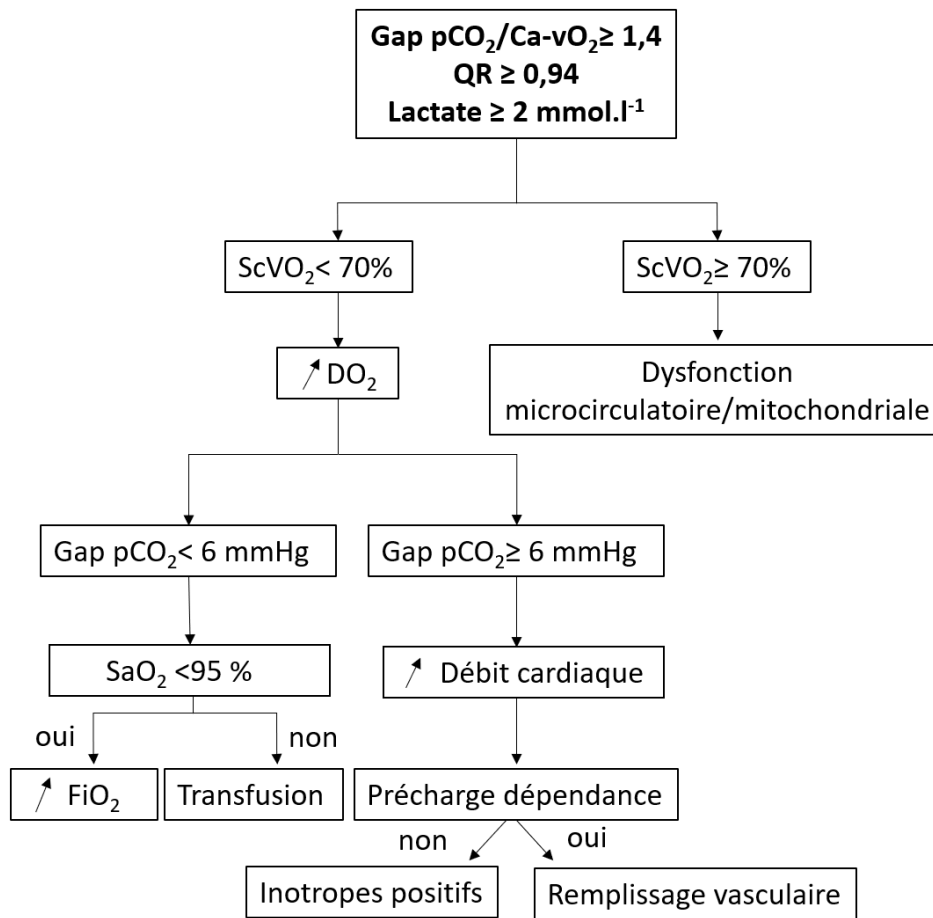 Gap pCO₂/Ca-vO₂≥ 1,4
QR ≥ 0,94
Lactate ≥ 2 mmol.l⁻¹
ScVO₂< 70%
ScVO₂≥ 70%
↗ DO₂
Dysfonction
microcirculatoire/mitochondriale
Gap pCO₂< 6 mmHg
Gap pCO₂≥ 6 mmHg
SaO₂ <95 %
↗ Débit cardiaque
oui
non
↗ FiO₂
Transfusion
Précharge dépendance
non
oui
Inotropes positifs
Remplissage vasculaire